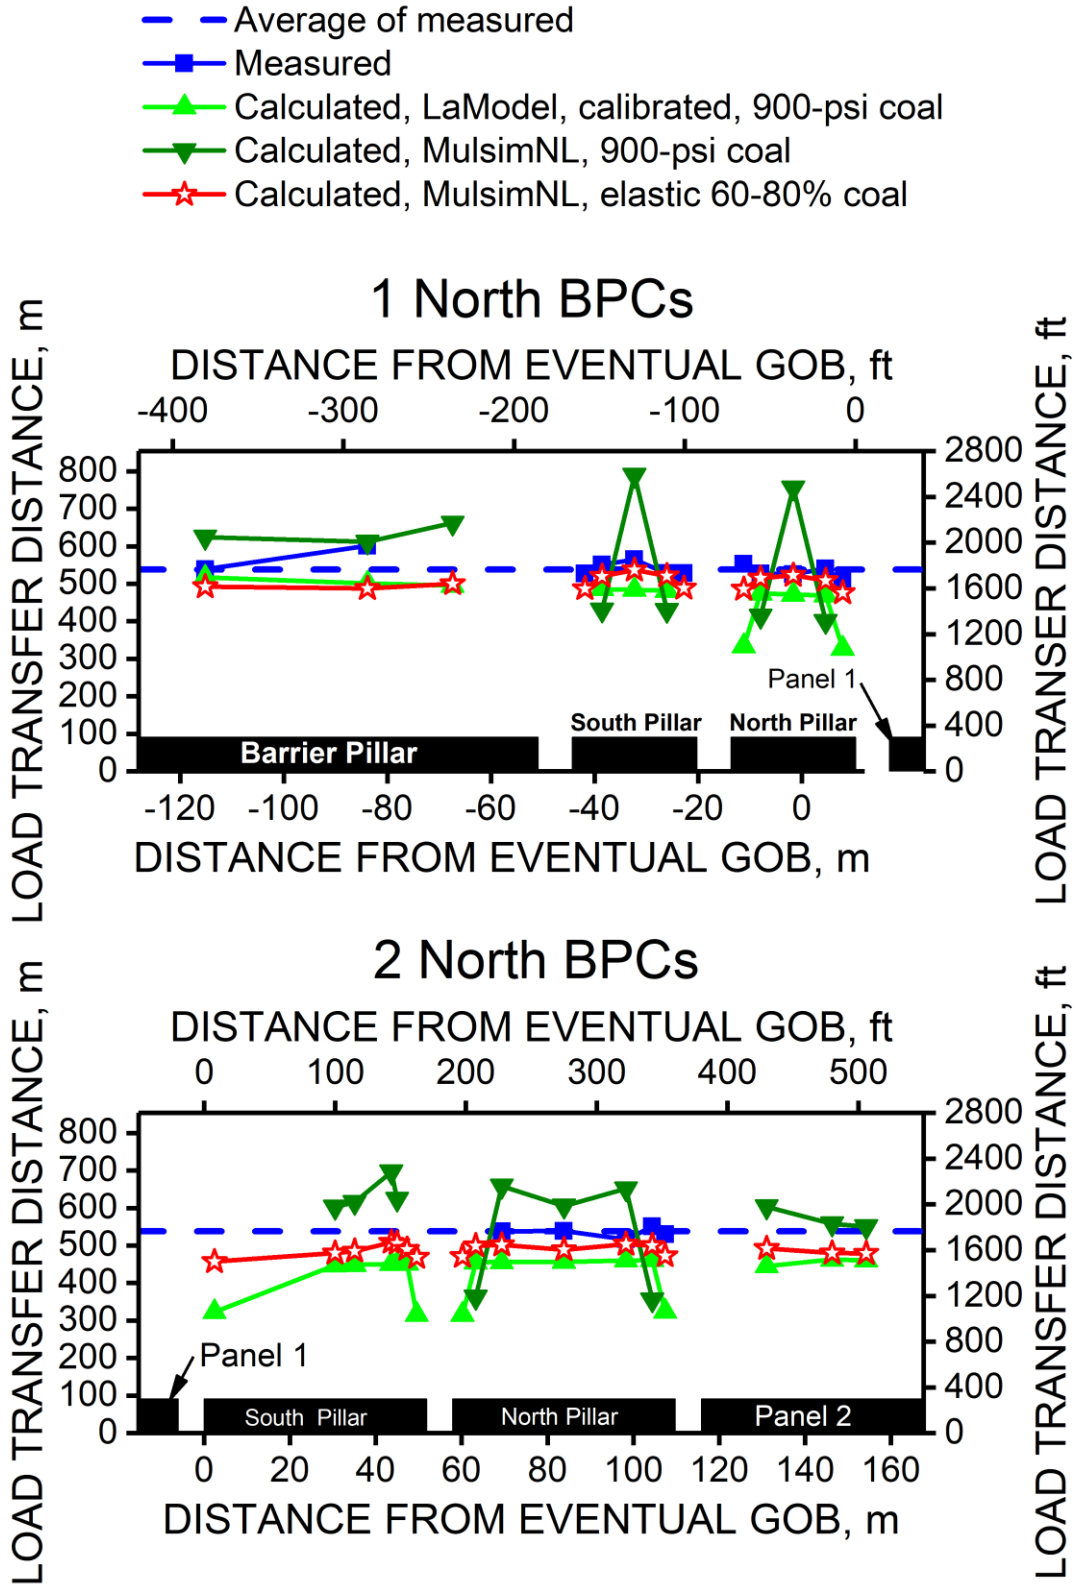 Average of measured
Measured
Calculated, LaModel, calibrated, 900-psi coal
Calculated, MulsimNL, 900-psi coal
Calculated, MulsimNL, elastic 60-80% coal
1 North BPCs
DISTANCE FROM EVENTUAL GOB, ft
-400 -300 -200 -100 0
LOAD TRANSFER DISTANCE, m
800
700
600
500
400
300
200
100
0
LOAD TRANSER DISTANCE, ft
2800
2400
2000
1600
1200
800
400
0
Panel 1
South Pillar North Pillar
Barrier Pillar
-120 -100 -80 -60 -40 -20 0
DISTANCE FROM EVENTUAL GOB, m
2 North BPCs
DISTANCE FROM EVENTUAL GOB, ft
0 100 200 300 400 500
LOAD TRANSFER DISTANCE, m
800
700
600
500
400
300
200
100
0
LOAD TRANSFER DISTANCE, ft
2800
2400
2000
1600
1200
800
400
0
Panel 1
South Pillar North Pillar Panel 2
0 20 40 60 80 100 120 140 160
DISTANCE FROM EVENTUAL GOB, m